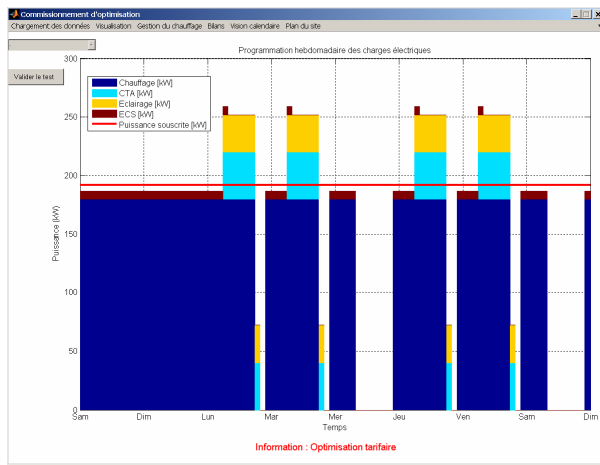 Commissionnement d'optimisation
Chargement des données Visualisation Gestion du chauffage Bilans Vision calendaire Plan du site
Valider le test
Programmation hebdomadaire des charges électriques
Chauffage [kW]
CTA [kW]
Eclairage [kW]
ECS [kW]
Puissance souscrite [kW]
Puissance (kW)
300
250
200
150
100
50
0
Sam Dim Lun Mar Mer Jeu Ven Sam Dim
Temps
Information : Optimisation tarifaire